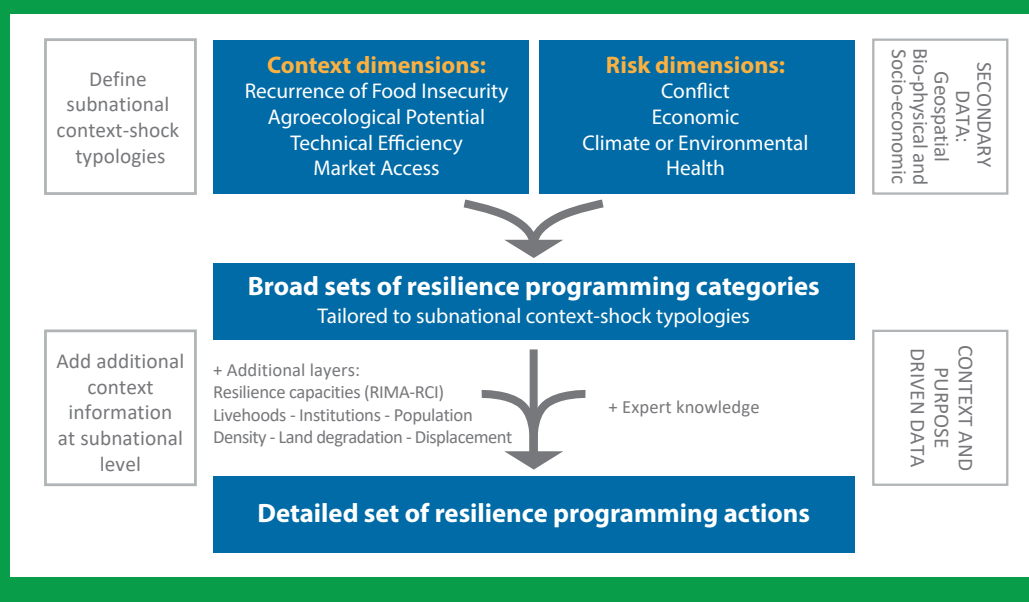 Define
subnational
context-shock
typologies
Context dimensions:
Recurrence of Food Insecurity
Agroecological Potential
Technical Efficiency
Market Access
Risk dimensions:
Conflict
Economic
Climate or Environmental
Health
SECONDARY
DATA:
Geospatial
Bio-physical and
Socio-economic
Broad sets of resilience programming categories
Tailored to subnational context-shock typologies
Add additional
context
information
at subnational
level
+ Additional layers:
Resilience capacities (RIMA-RCI)
Livehoods - Institutions - Population
Density - Land degradation - Displacement
+ Expert knowledge
CONTEXT AND
PURPOSE
DRIVEN DATA
Detailed set of resilience programming actions